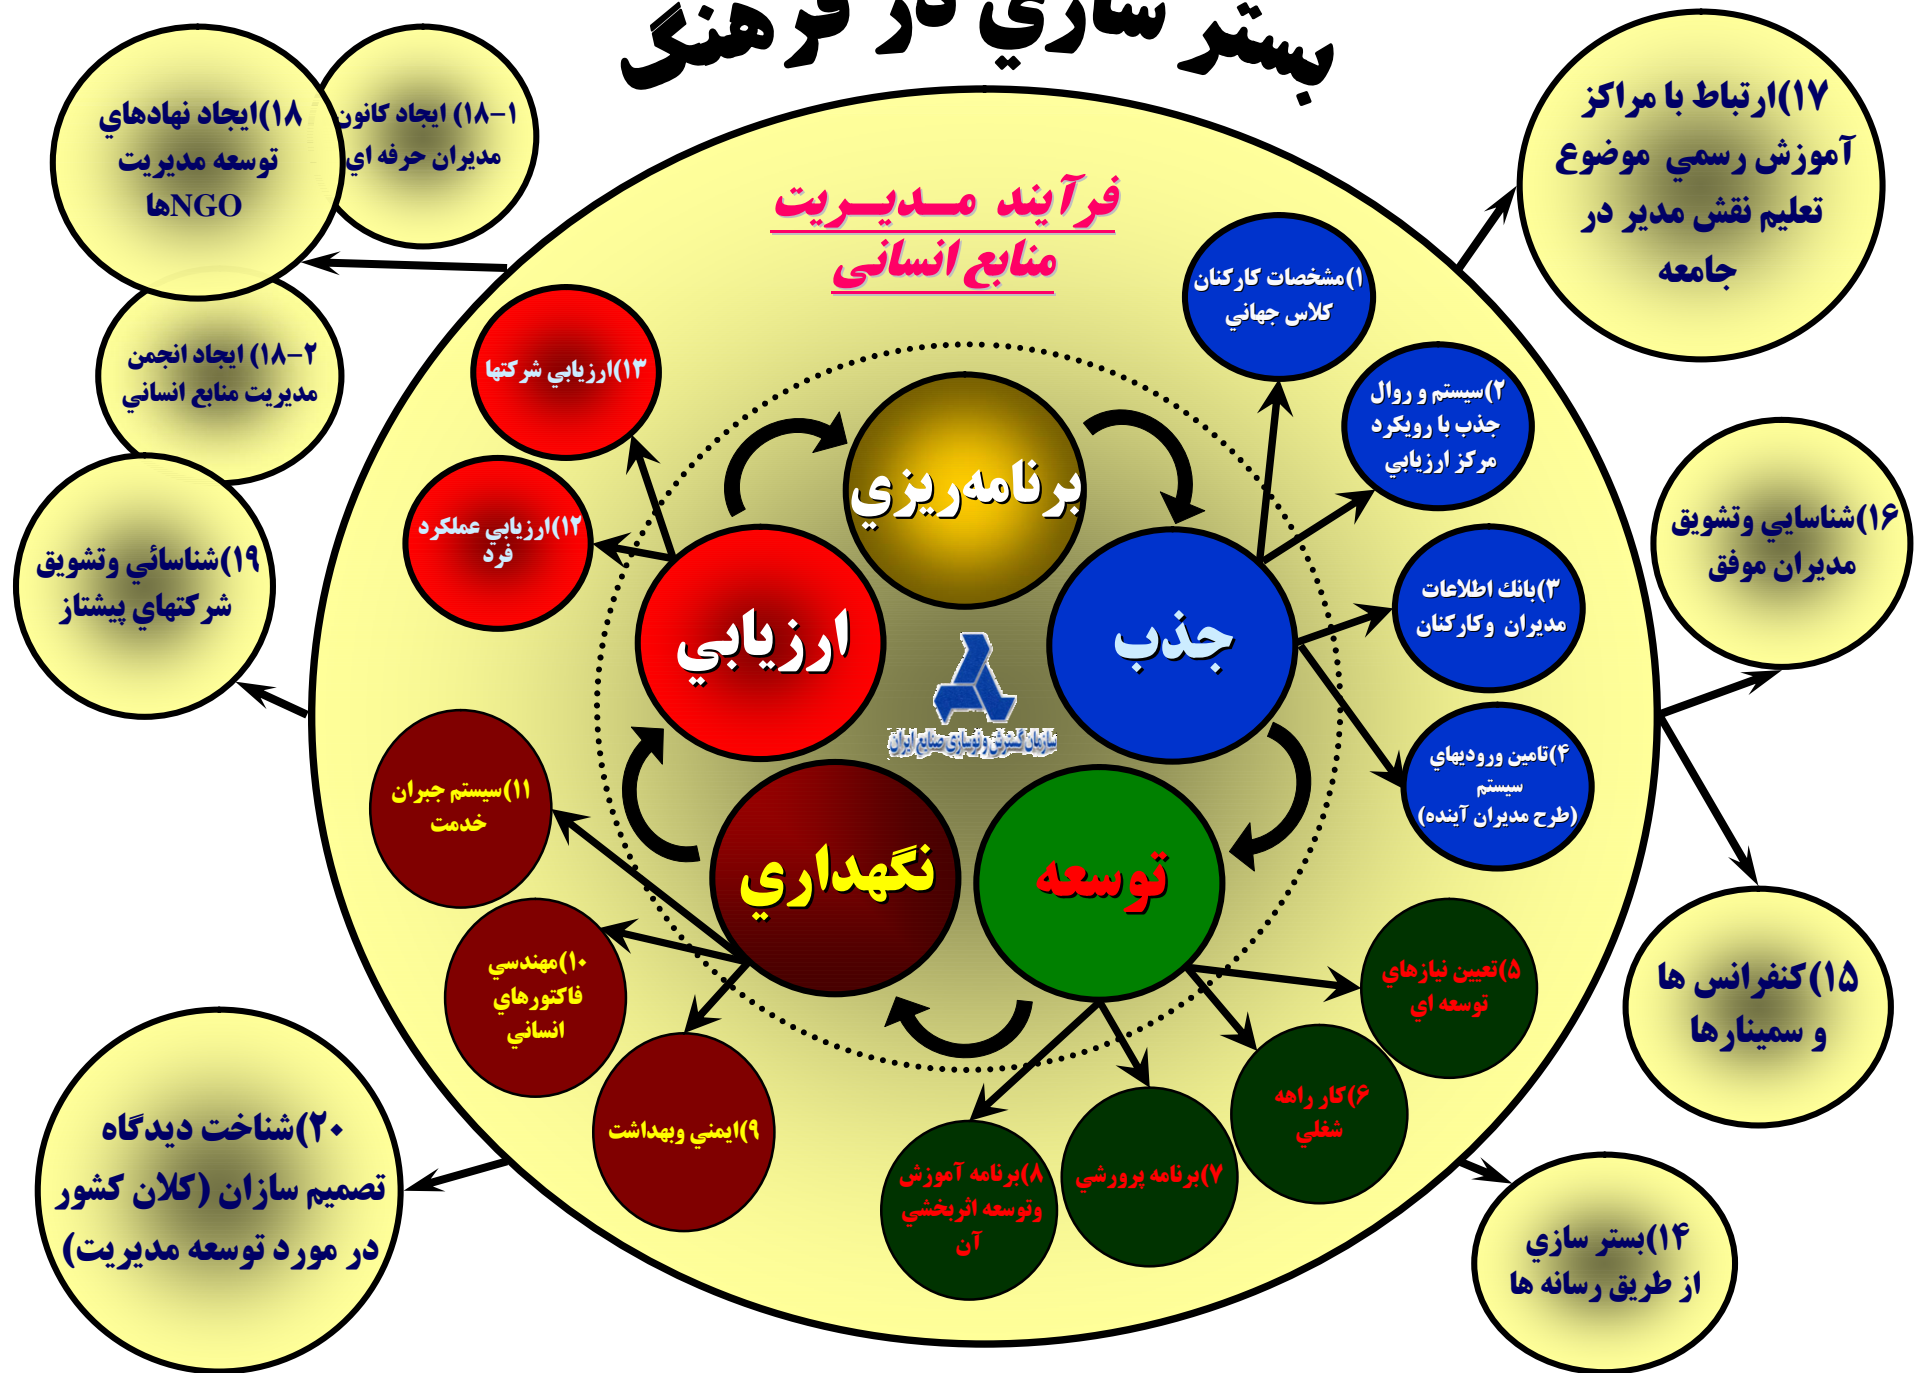 بستر سازي در فرهنگ
فرآيند مــديــريت
منابع انسانی
برنامه‌ريزي
جذب
توسعه
نگهداري
ارزيابي
سازمان گسترش و نوسازی صنايع ايران
۱)مشخصات كاركنان
كلاس جهاني
۲)سيستم و روال
جذب با رويكرد
مركز ارزيابي
۳)بانك اطلاعات
مديران وكاركنان
۴)تامين وروديهاي
سيستم
(طرح مديران آينده)
۵)تعيين نيازهاي
توسعه اي
۶)كار راهه
شغلي
۷)برنامه پرورشي
۸)برنامه آموزش
وتوسعه اثربخشي
آن
۹)ايمني وبهداشت
۱۰)مهندسي
فاكتورهاي
انساني
۱۱)سيستم جبران
خدمت
۱۲)ارزيابي عملكرد
فرد
۱۳)ارزيابي شركتها
۱۴)بستر سازي
از طريق رسانه ها
۱۵)كنفرانس ها
و سمينارها
۱۶)شناسايي وتشويق
مديران موفق
۱۷)ارتباط با مراكز
آموزش رسمي موضوع
تعليم نقش مدير در
جامعه
۱۸)ايجاد نهادهاي
توسعه مديريت
NGOها
۱۸-۱) ايجاد كانون
مديران حرفه اي
۱۸-۲) ايجاد انجمن
مديريت منابع انساني
۱۹)شناسائي وتشويق
شركتهاي پيشتاز
۲۰)شناخت ديدگاه
تصميم سازان (كلان كشور
در مورد توسعه مديريت)